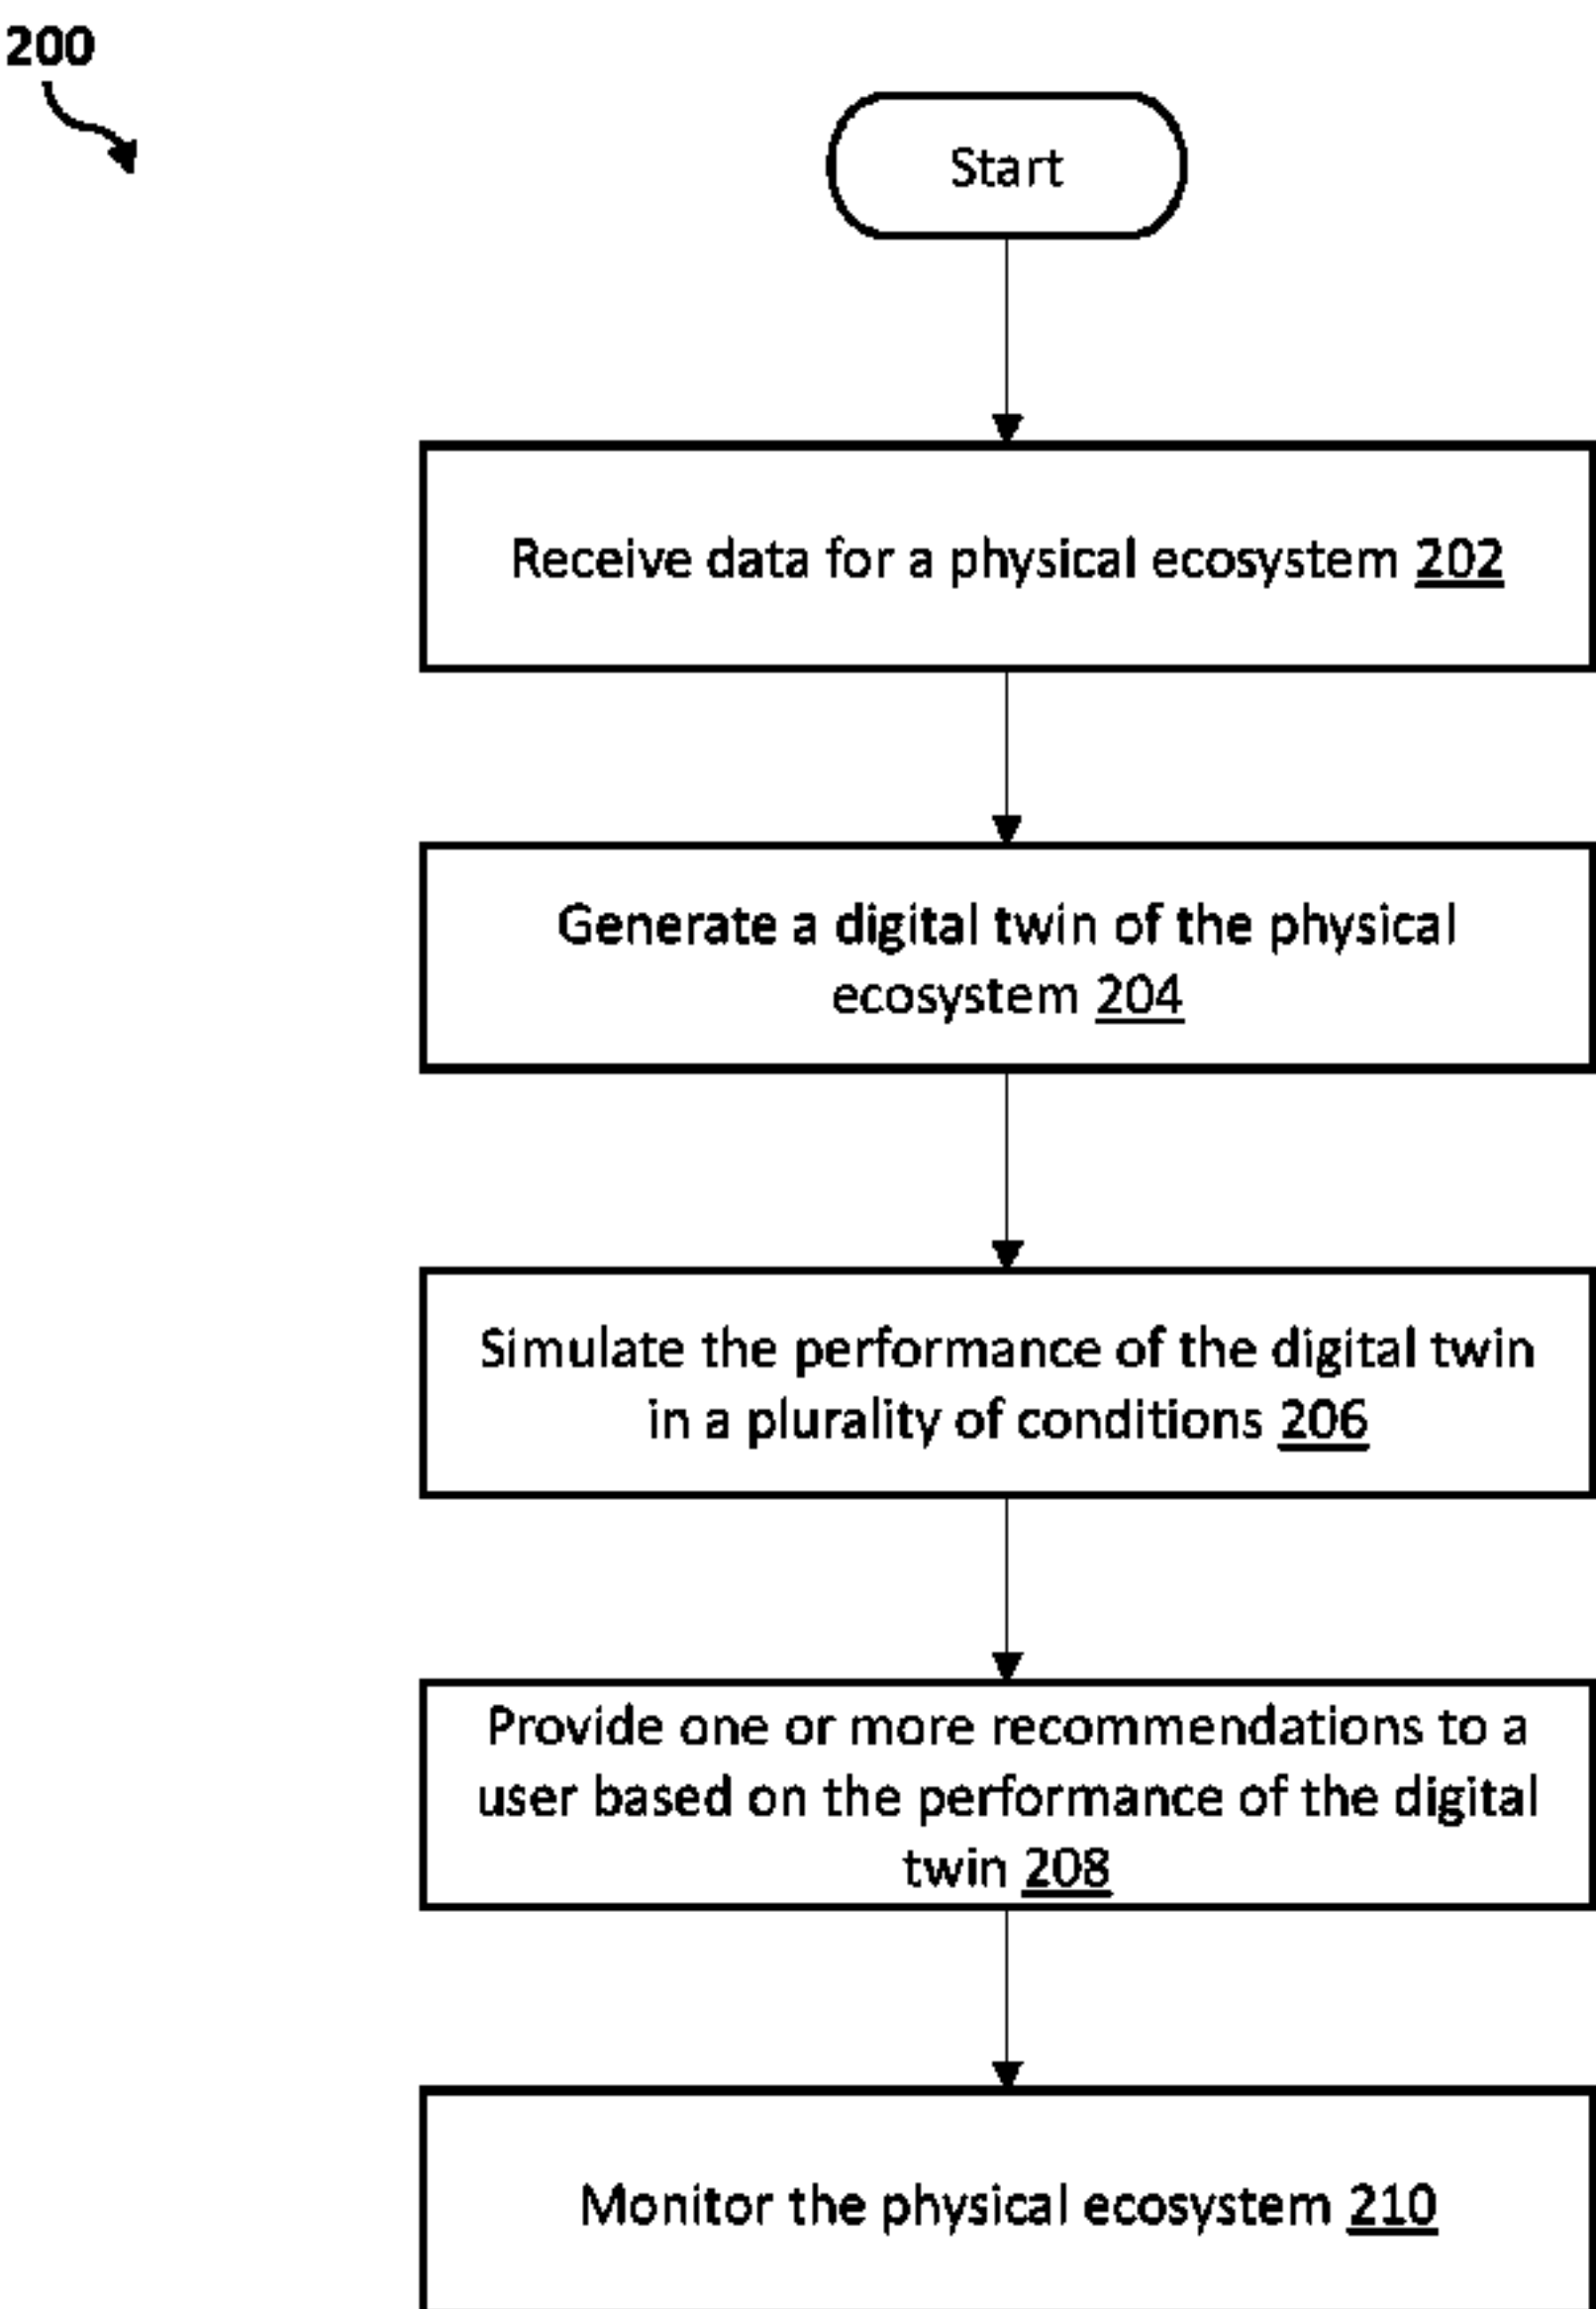 200
Start
Receive data for a physical ecosystem 202
Generate a digital twin of the physical
ecosystem 204
Simulate the performance of the digital twin
in a plurality of conditions 206
Provide one or more recommendations to a
user based on the performance of the digital
twin 208
Monitor the physical ecosystem 210